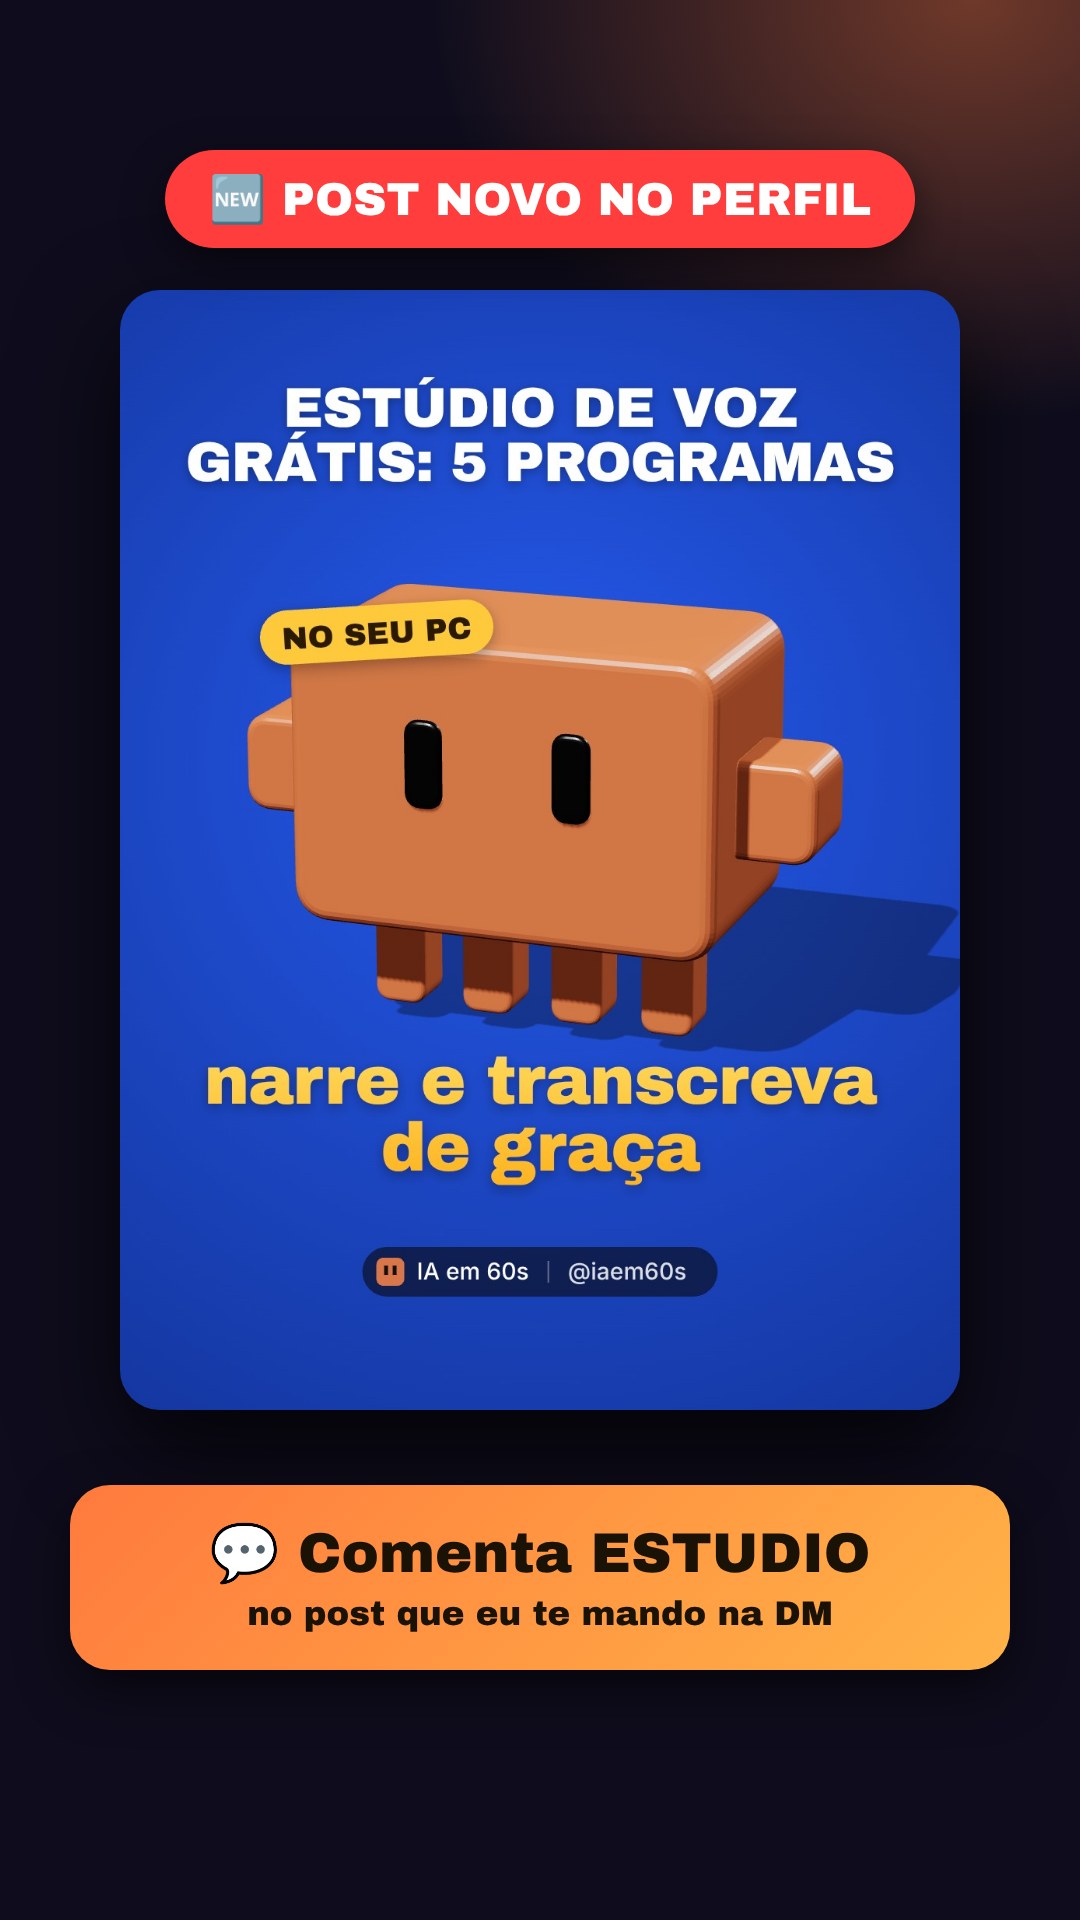 🆕 POST NOVO NO PERFIL
ESTÚDIO DE VOZ
GRÁTIS: 5 PROGRAMAS
NO SEU PC
narre e transcreva
de graça
IA em 60s | @iaem60s
💬 Comenta ESTUDIO
no post que eu te mando na DM